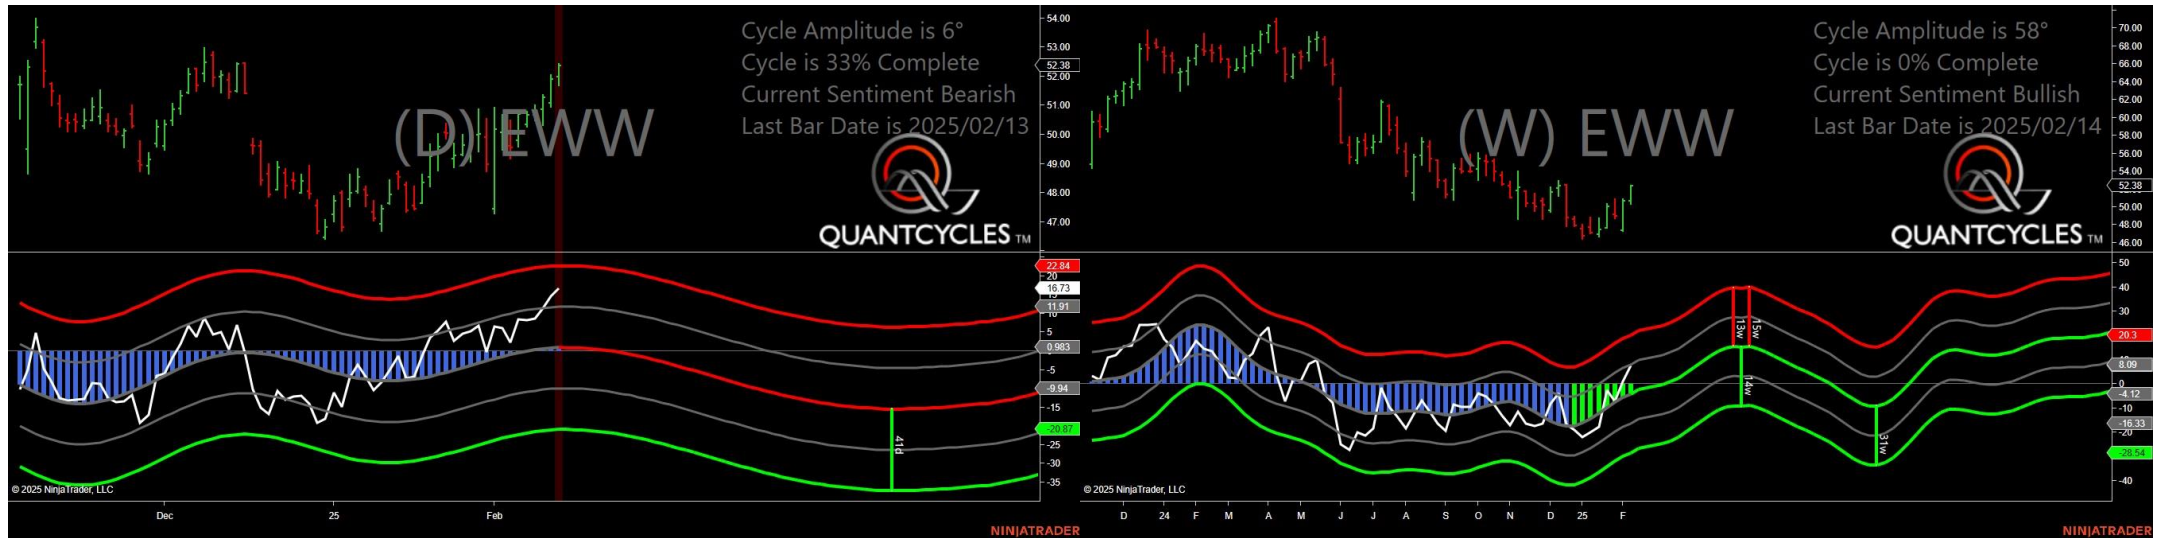 Cycle Amplitude is 6°
Cycle is 33% Complete
Current Sentiment Bearish
Last Bar Date is 2025/02/13
(D) EWW
QUANTCYCLES TM
54.00
53.00
52.38
52.00
51.00
50.00
49.00
48.00
47.00
22.84
20
16.73
11.91
10
5
0.983
-5
-9.94
-15
-20.87
-25
-30
-35
41d
© 2025 NinjaTrader, LLC
Dec
25
Feb
NINJATRADER
Cycle Amplitude is 58°
Cycle is 0% Complete
Current Sentiment Bullish
Last Bar Date is 2025/02/14
(W) EWW
QUANTCYCLES TM
70.00
68.00
66.00
64.00
62.00
60.00
58.00
56.00
54.00
52.38
50.00
48.00
46.00
50
40
30
20.3
8.09
0
-4.12
-10
-16.33
-28.54
-40
13w
15w
14w
31w
© 2025 NinjaTrader, LLC
D
24
F
M
A
M
J
J
A
S
O
N
D
25
F
NINJATRADER